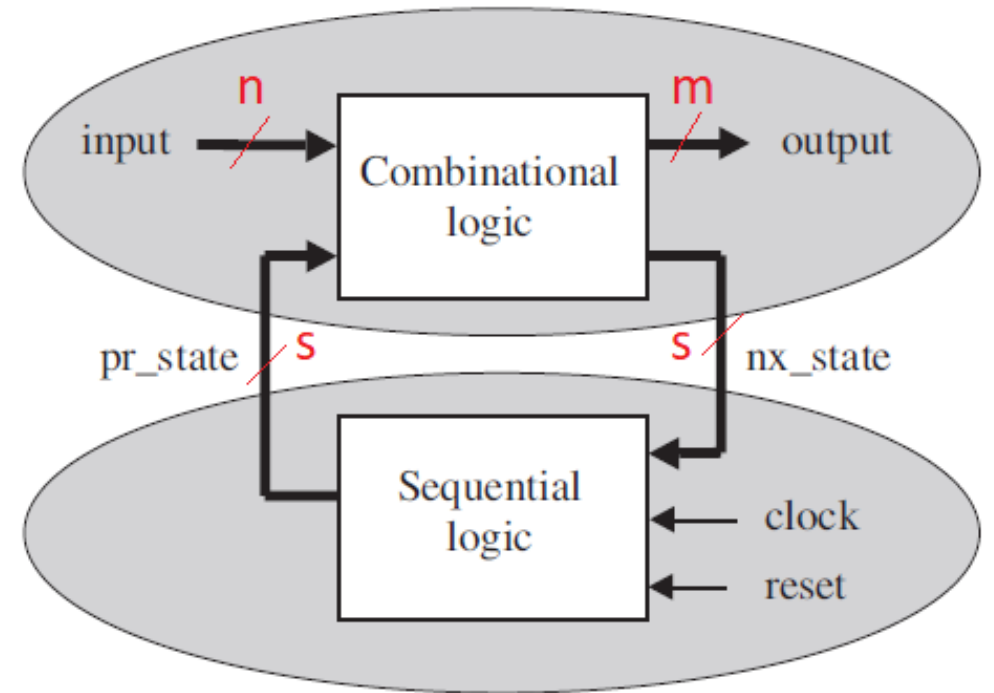 n
m
input
output
Combinational
logic
pr_state
s
s
nx_state
Sequential
logic
clock
reset